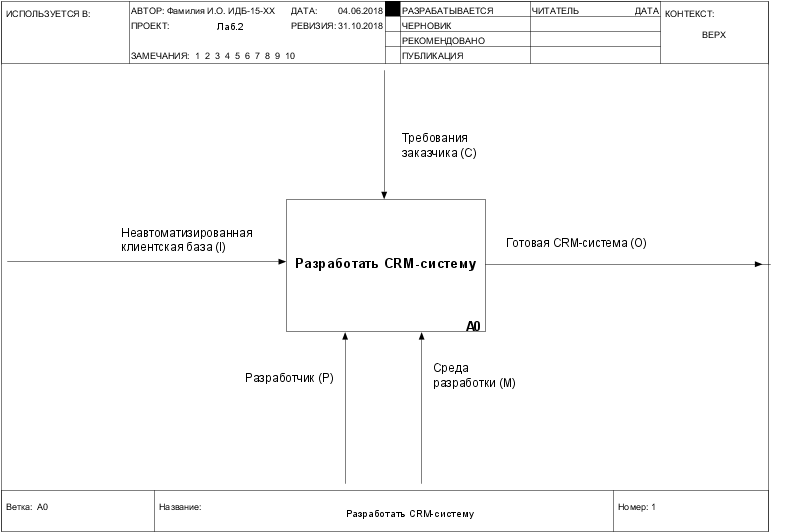 ИСПОЛЬЗУЕТСЯ В:
АВТОР: Фамилия И.О. ИДБ-15-ХХ ДАТА: 04.06.2018
ПРОЕКТ: Лаб.2 РЕВИЗИЯ: 31.10.2018
ЗАМЕЧАНИЯ: 1 2 3 4 5 6 7 8 9 10
РАЗРАБАТЫВАЕТСЯ
ЧЕРНОВИК
РЕКОМЕНДОВАНО
ПУБЛИКАЦИЯ
ЧИТАТЕЛЬ ДАТА
КОНТЕКСТ:
ВЕРХ
Требования
заказчика (C)
Неавтоматизированная
клиентская база (I)
Разработать CRM-систему
A0
Готовая CRM-система (O)
Разработчик (P)
Среда
разработки (M)
Ветка: A0
Название:
Разработать CRM-систему
Номер: 1